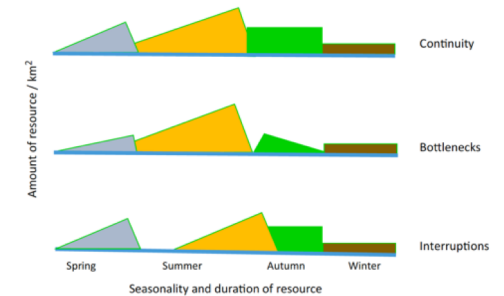 Continuity
Amount of resource / km²
Bottlenecks
Interruptions
Spring Summer Autumn Winter
Seasonality and duration of resource